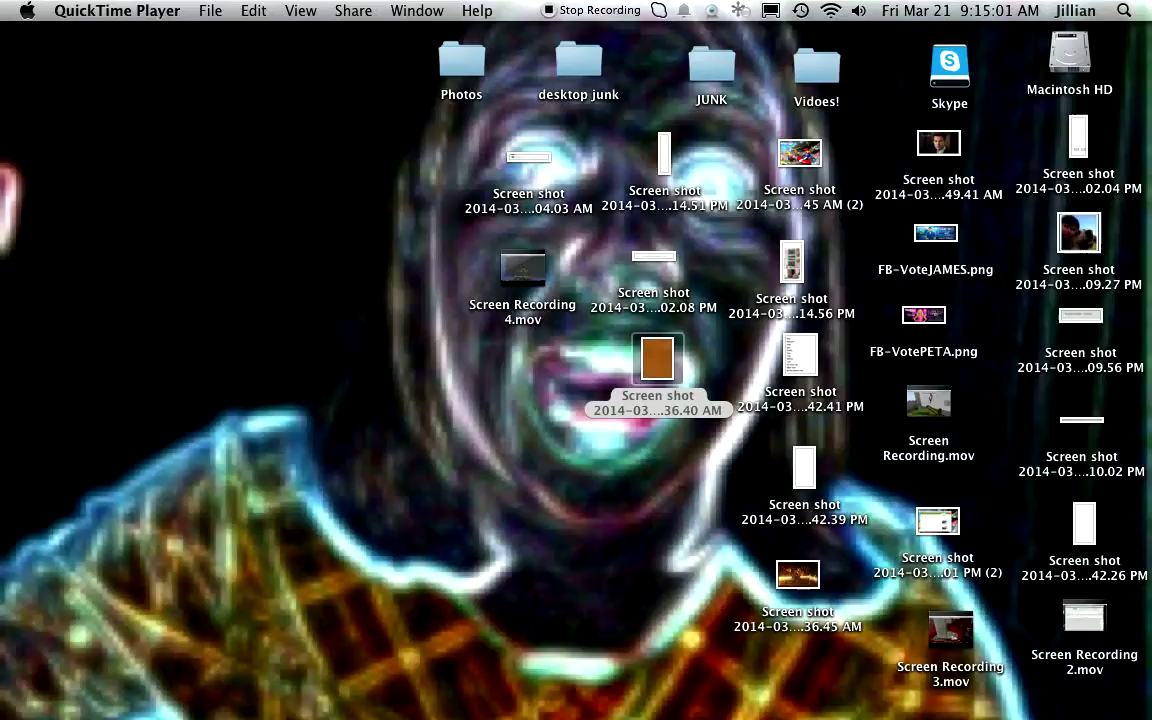 QuickTime Player File Edit View Share Window Help Stop Recording Fri Mar 21 9:15:01 AM Jillian
Photos
desktop junk
JUNK
Vidoes!
Skype
Macintosh HD
Screen shot
2014-03....04.03 AM
Screen shot
2014-03....14.51 PM
Screen shot
2014-03....45 AM (2)
Screen shot
2014-03....49.41 AM
Screen shot
2014-03....02.04 PM
Screen Recording
4.mov
Screen shot
2014-03....02.08 PM
Screen shot
2014-03....14.56 PM
FB-VoteJAMES.png
Screen shot
2014-03....09.27 PM
Screen shot
2014-03....36.40 AM
Screen shot
2014-03....42.41 PM
FB-VotePETA.png
Screen shot
2014-03....09.56 PM
Screen
Recording.mov
Screen shot
2014-03....10.02 PM
Screen shot
2014-03....42.39 PM
Screen shot
2014-03....01 PM (2)
Screen shot
2014-03....42.26 PM
Screen shot
2014-03....36.45 AM
Screen Recording
3.mov
Screen Recording
2.mov